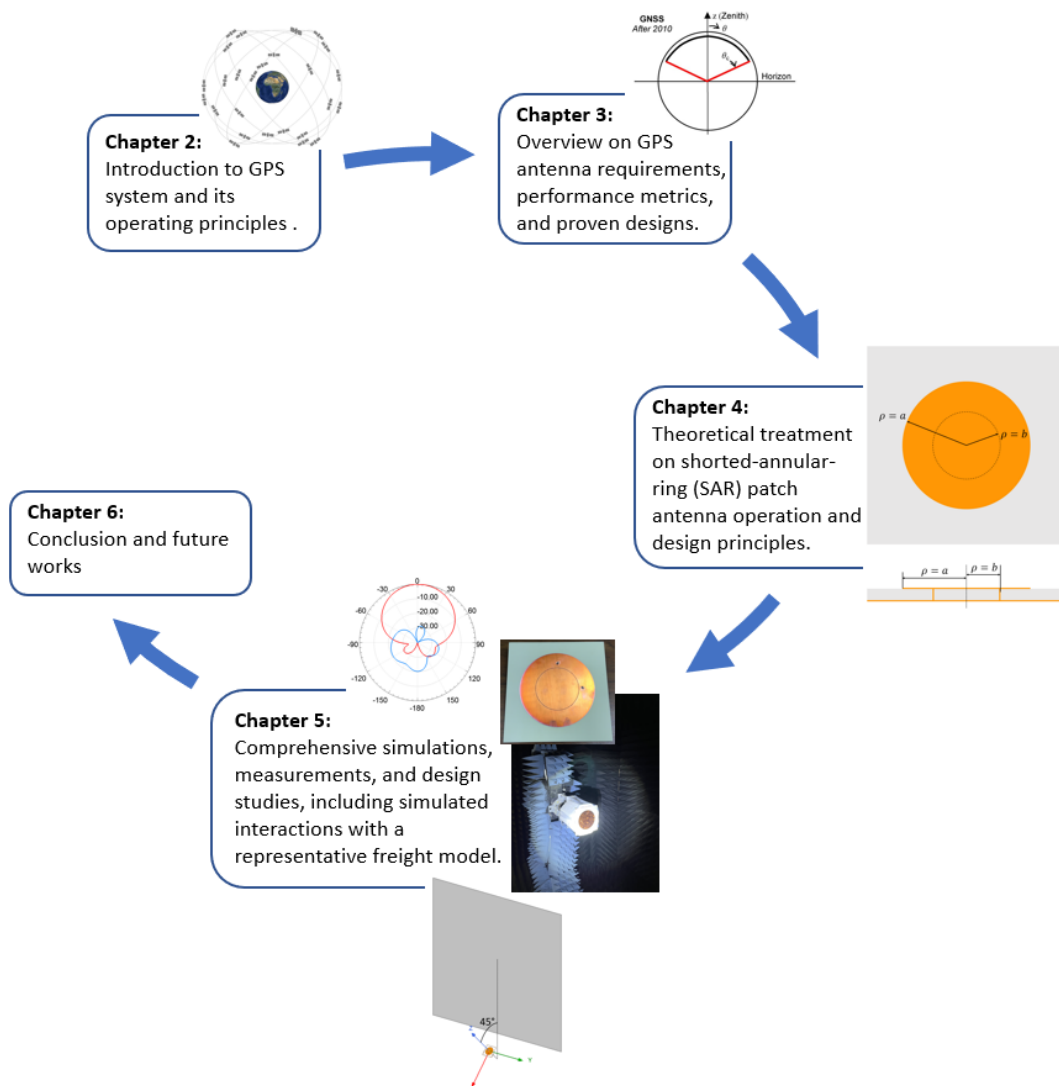 Chapter 2:
Introduction to GPS
system and its
operating principles .
GNSS
After 2010
z (Zenith)
θ
Horizon
Chapter 3:
Overview on GPS
antenna requirements,
performance metrics,
and proven designs.
Chapter 4:
Theoretical treatment
on shorted-annular-
ring (SAR) patch
antenna operation and
design principles.
ρ = a
ρ = b
ρ = a
ρ = b
Chapter 6:
Conclusion and future
works
0
-30
30
-10.00
-60
60
-20.00
-30.00
-90
90
-120
120
-150
150
-180
Chapter 5:
Comprehensive simulations,
measurements, and design
studies, including simulated
interactions with a
representative freight model.
45°
Z
Y